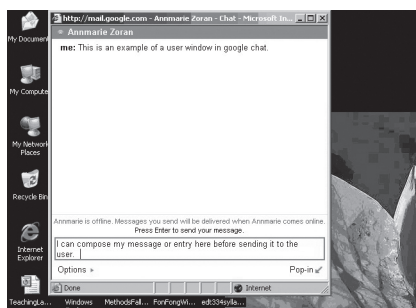 http://mail.google.com - Annmarie Zoran - Chat - Microsoft In...
Annmarie Zoran
me: This is an example of a user window in google chat.
Annmarie is offline. Messages you send will be delivered when Annmarie comes online.
Press Enter to send your message.
I can compose my message or entry here before sending it to the
user.
Options
Pop-in
Done
Internet
My Documen
My Compute
My Network
Places
Recycle Bin
Internet
Explorer
TeachingLa...
Windows
MethodsFall...
FonFongWi...
edt334sylla...